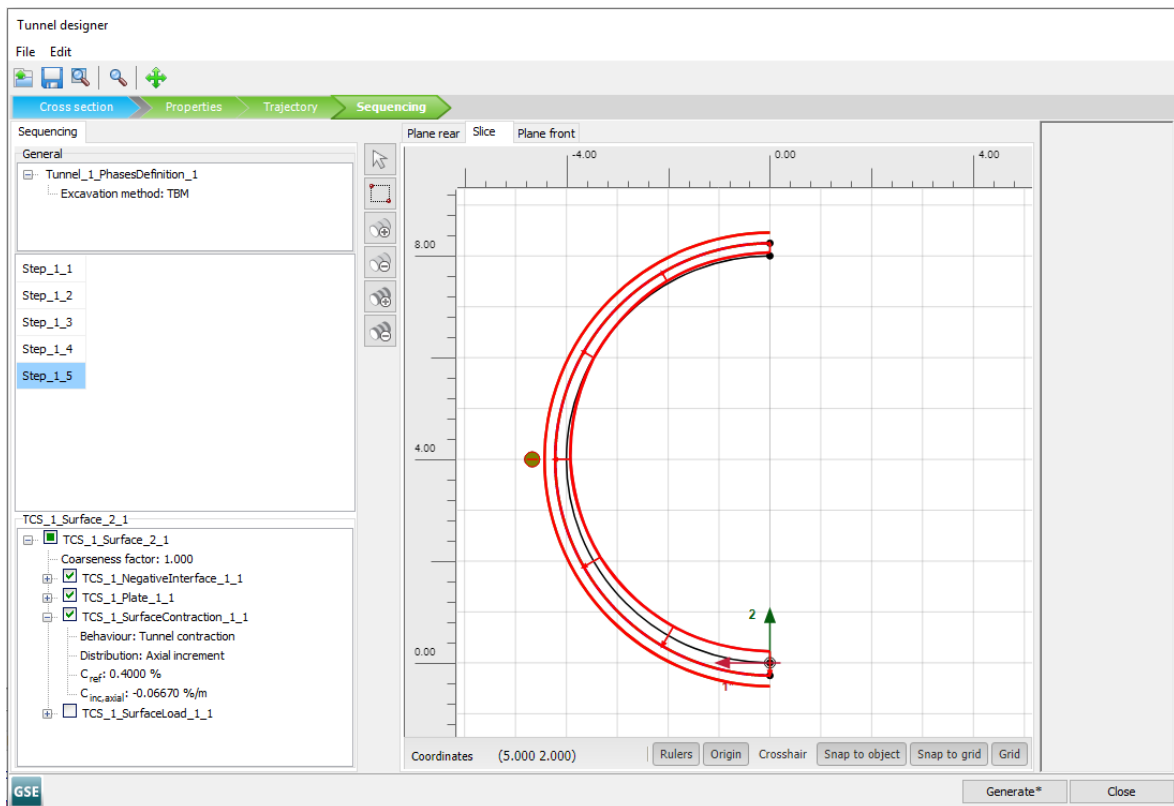 Tunnel designer
File Edit
Cross section Properties Trajectory Sequencing
Sequencing
General
Tunnel_1_PhasesDefinition_1
Excavation method: TBM
Step_1_1
Step_1_2
Step_1_3
Step_1_4
Step_1_5
TCS_1_Surface_2_1
TCS_1_Surface_2_1
Coarseness factor: 1.000
TCS_1_NegativeInterface_1_1
TCS_1_Plate_1_1
TCS_1_SurfaceContraction_1_1
Behaviour: Tunnel contraction
Distribution: Axial increment
C ref: 0.4000 %
C inc,axial: -0.06670 %/m
TCS_1_SurfaceLoad_1_1
Plane rear Slice Plane front
-4.00 0.00 4.00
8.00
4.00
2
0.00
1
Coordinates (5.000 2.000) Rulers Origin Crosshair Snap to object Snap to grid Grid
GSE Generate* Close